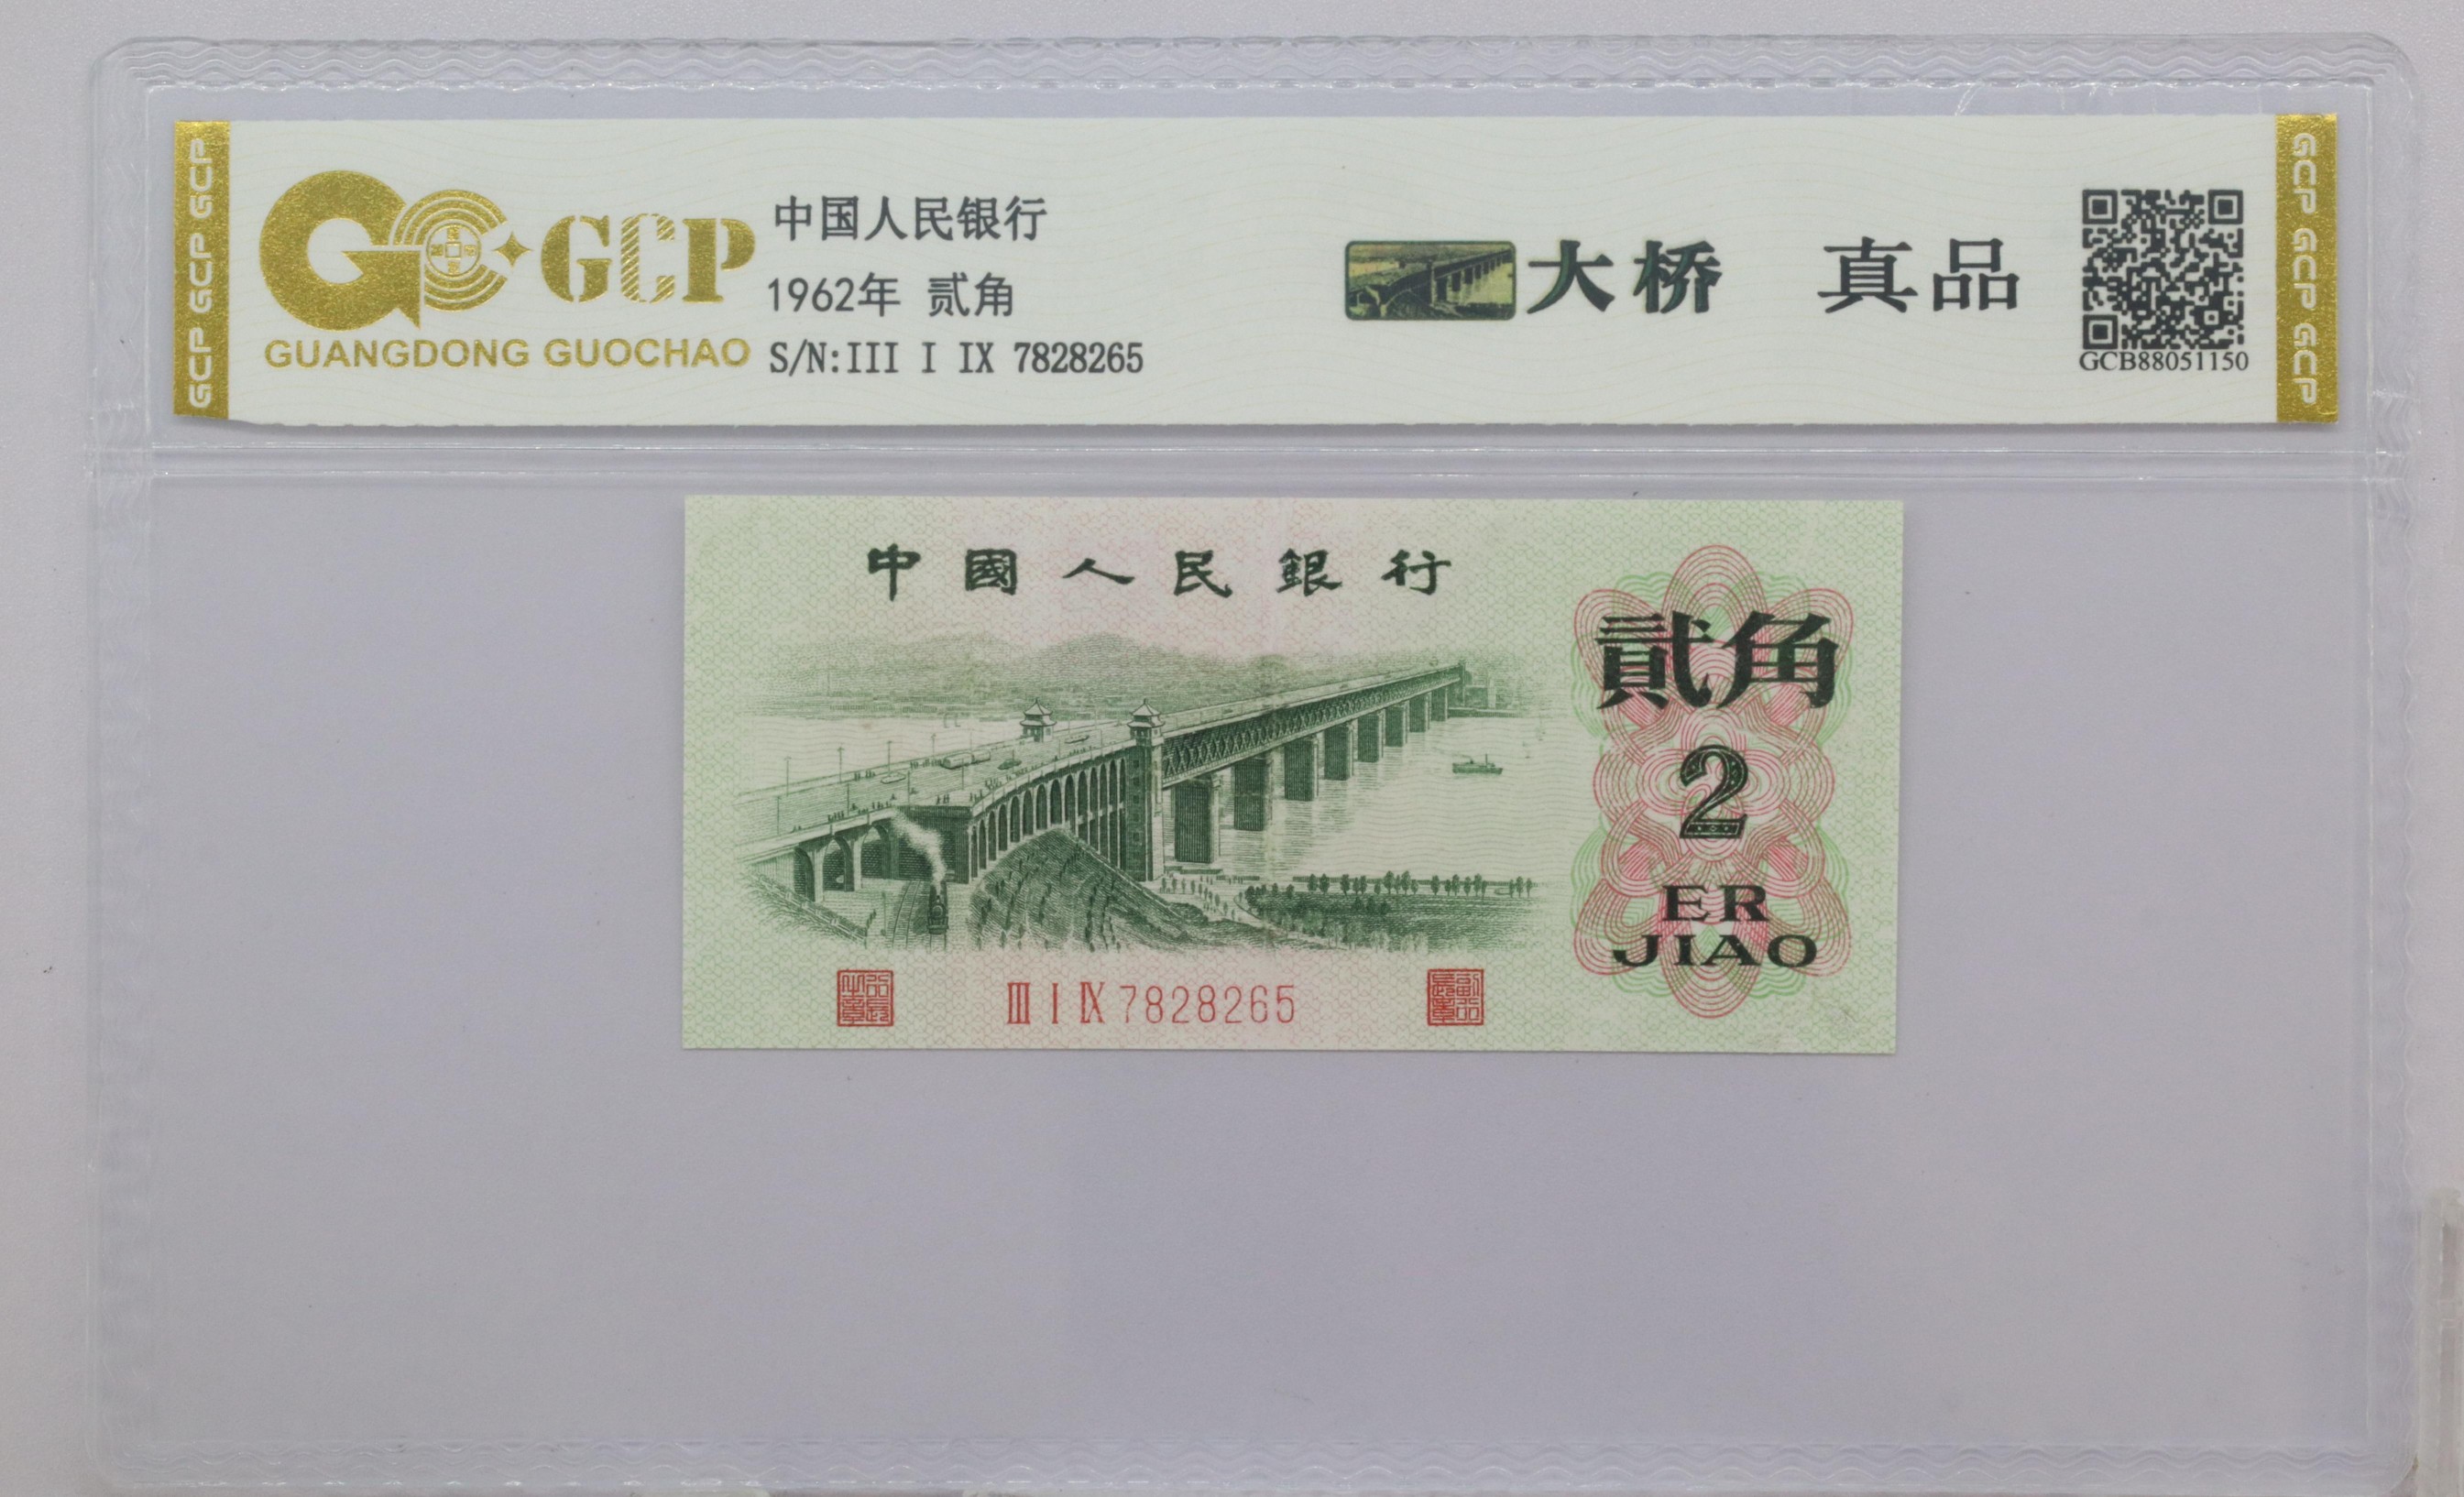 GCP GCP GCP
GCP
GUANGDONG GUOCHAO
中国人民银行
1962年 贰角
S/N:III I IX 7828265
大桥 真品
GCB88051150
GCP GCP GCP
中國人民銀行
貳角
2
ER
JIAO
III I IX 7828265